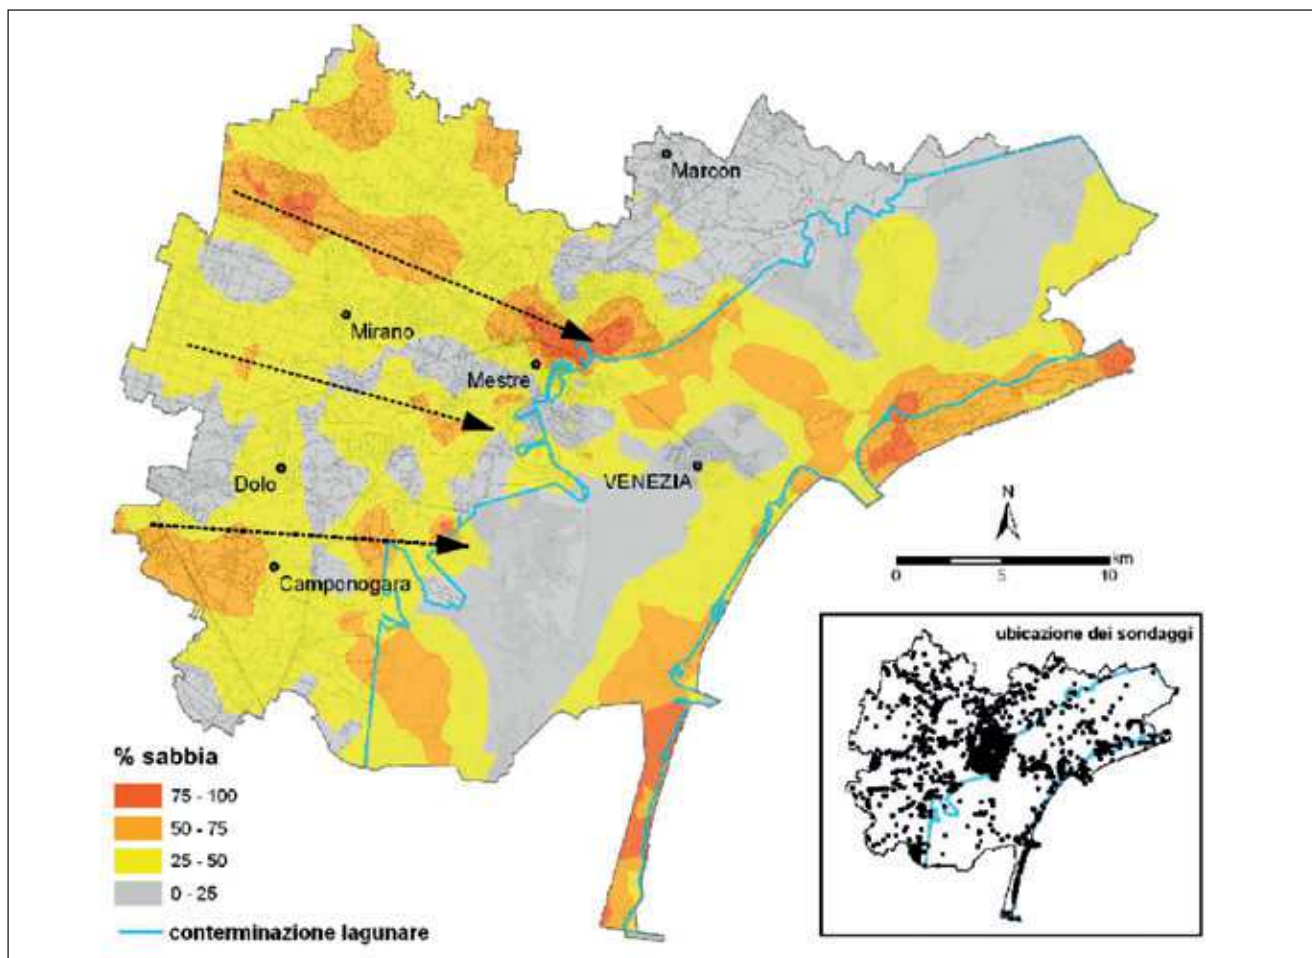 Marcon
Mirano
Mestre
VENEZIA
Dolo
Camponogara
N
km
0 5 10
ubicazione dei sondaggi
% sabbia
75 - 100
50 - 75
25 - 50
0 - 25
conterminazione lagunare